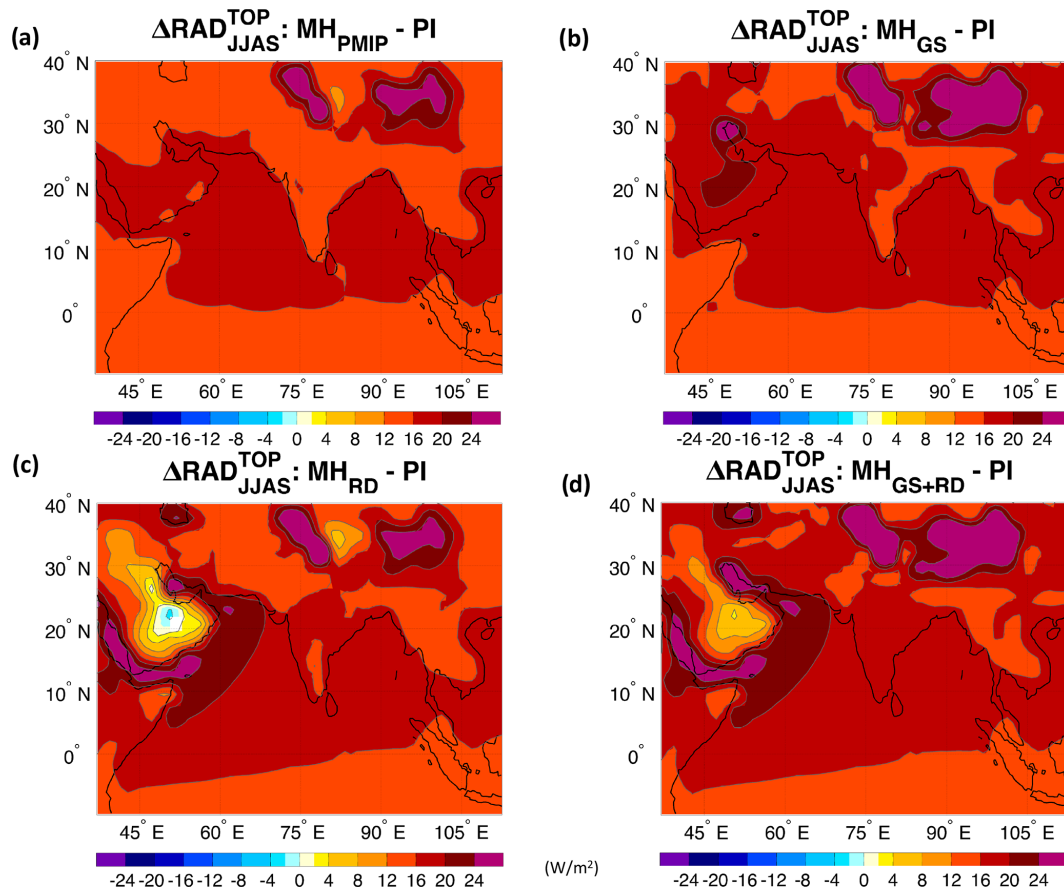 (a)
ΔRAD^TOP_JJAS: MH_PMIP - PI
40° N
30° N
20° N
10° N
0°
45° E 60° E 75° E 90° E 105° E
-24 -20 -16 -12 -8 -4 0 4 8 12 16 20 24
(b)
ΔRAD^TOP_JJAS: MH_GS - PI
40° N
30° N
20° N
10° N
0°
45° E 60° E 75° E 90° E 105° E
-24 -20 -16 -12 -8 -4 0 4 8 12 16 20 24
(c)
ΔRAD^TOP_JJAS: MH_RD - PI
40° N
30° N
20° N
10° N
0°
45° E 60° E 75° E 90° E 105° E
-24 -20 -16 -12 -8 -4 0 4 8 12 16 20 24
(d)
ΔRAD^TOP_JJAS: MH_GS+RD - PI
40° N
30° N
20° N
10° N
0°
45° E 60° E 75° E 90° E 105° E
(W/m²)
-24 -20 -16 -12 -8 -4 0 4 8 12 16 20 24